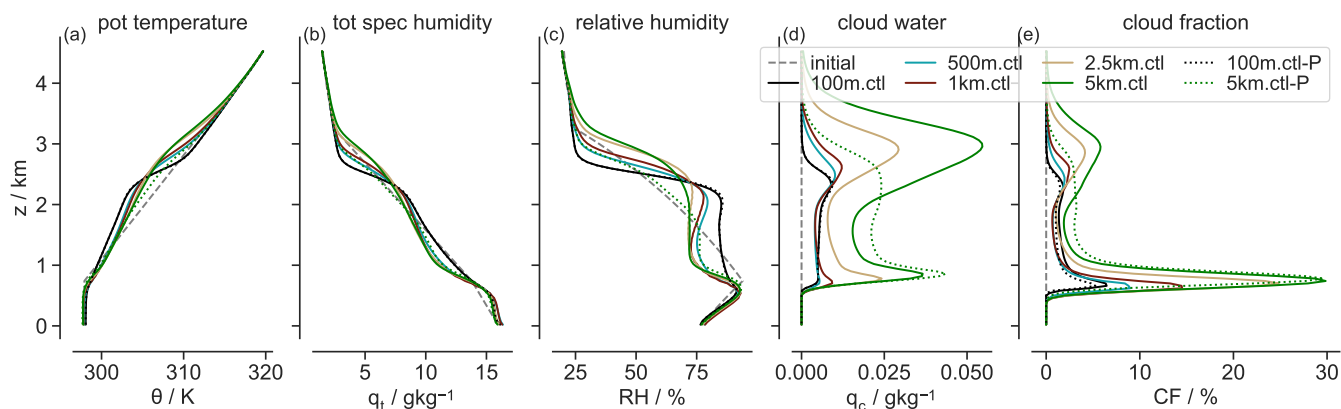 pot temperature
tot spec humidity
relative humidity
cloud water
cloud fraction
(a)
(b)
(c)
(d)
(e)
initial
100m.ctl
500m.ctl
1km.ctl
2.5km.ctl
5km.ctl
100m.ctl-P
5km.ctl-P
z / km
4
3
2
1
0
300 310 320
θ / K
5 10 15
qₜ / gkg⁻¹
25 50 75
RH / %
0.000 0.025 0.050
q_c / gkg⁻¹
0 10 20 30
CF / %